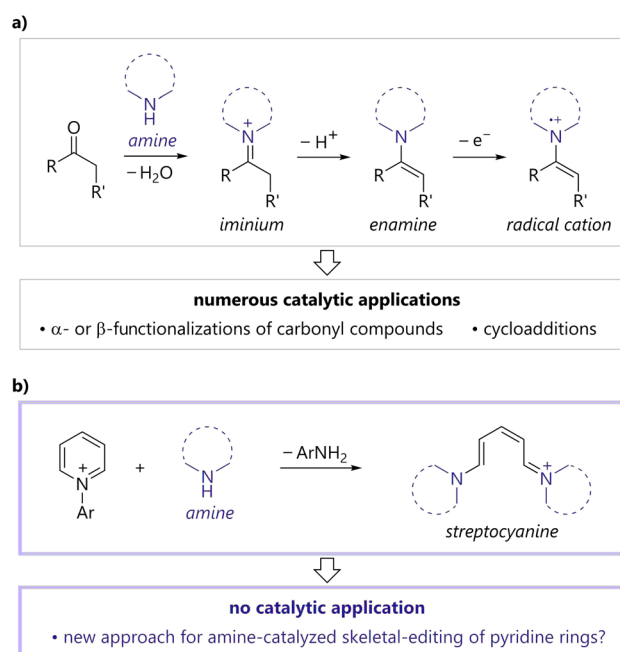 a)
N
H
amine
O
R
R'
–H₂O
N
+
R
R'
iminium
–H⁺
N
R
R'
enamine
–e⁻
N
•+
R
R'
radical cation
numerous catalytic applications
• α- or β-functionalizations of carbonyl compounds • cycloadditions
b)
N
+
Ar
+
N
H
amine
–ArNH₂
N
N
+
streptocyanine
no catalytic application
• new approach for amine-catalyzed skeletal-editing of pyridine rings?